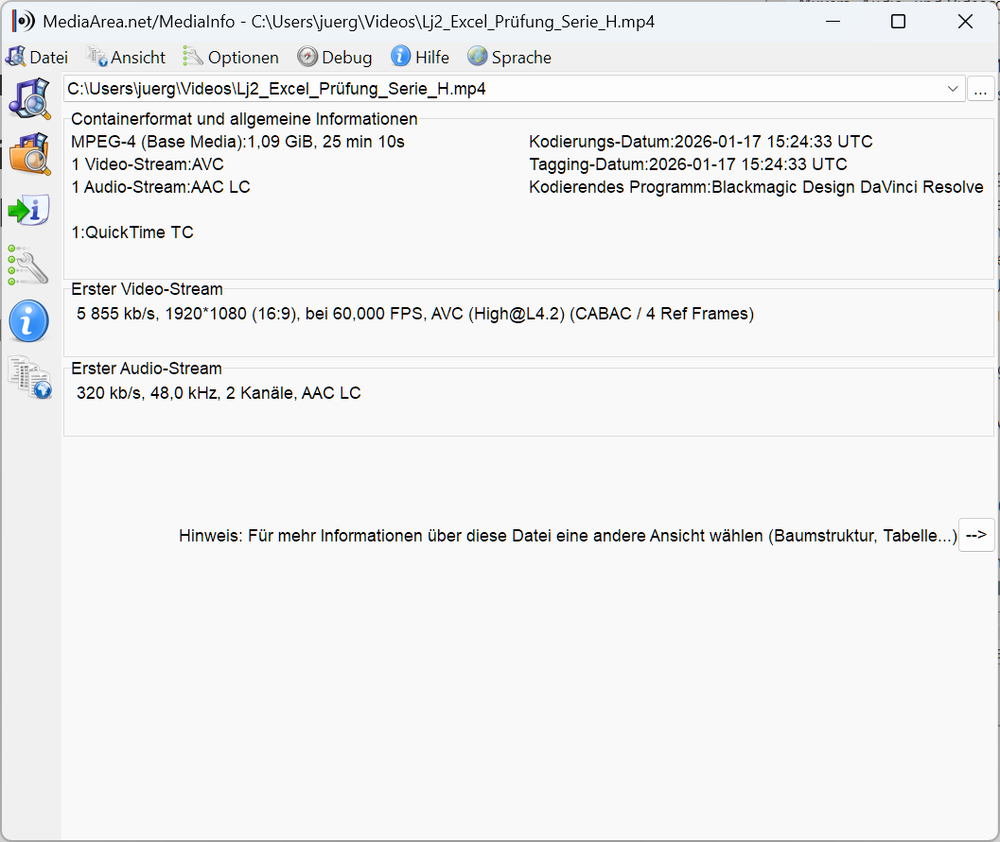 MediaArea.net/MediaInfo - C:\Users\juerg\Videos\Lj2_Excel_Prüfung_Serie_H.mp4
Datei Ansicht Optionen Debug Hilfe Sprache
C:\Users\juerg\Videos\Lj2_Excel_Prüfung_Serie_H.mp4 ...
Containerformat und allgemeine Informationen
MPEG-4 (Base Media):1,09 GiB, 25 min 10s Kodierungs-Datum:2026-01-17 15:24:33 UTC
1 Video-Stream:AVC Tagging-Datum:2026-01-17 15:24:33 UTC
1 Audio-Stream:AAC LC Kodierendes Programm:Blackmagic Design DaVinci Resolve
1:QuickTime TC
Erster Video-Stream
5 855 kb/s, 1920*1080 (16:9), bei 60,000 FPS, AVC (High@L4.2) (CABAC / 4 Ref Frames)
Erster Audio-Stream
320 kb/s, 48,0 kHz, 2 Kanäle, AAC LC
Hinweis: Für mehr Informationen über diese Datei eine andere Ansicht wählen (Baumstruktur, Tabelle...) -->